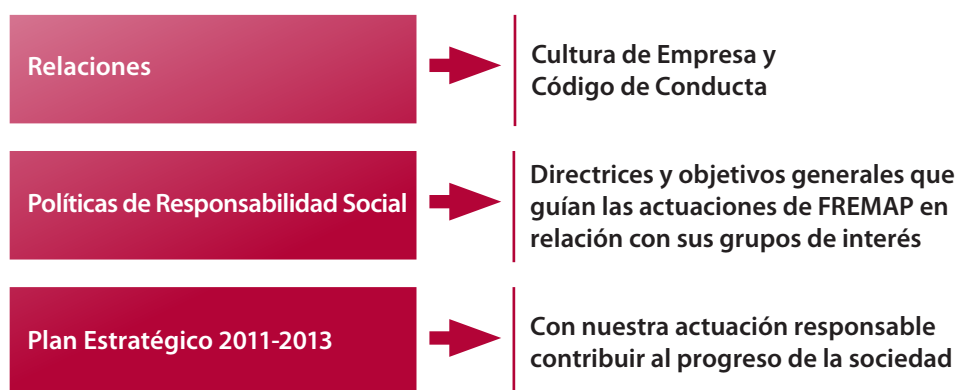 Relaciones
Cultura de Empresa y
Código de Conducta
Políticas de Responsabilidad Social
Directrices y objetivos generales que
guían las actuaciones de FREMAP en
relación con sus grupos de interés
Plan Estratégico 2011-2013
Con nuestra actuación responsable
contribuir al progreso de la sociedad